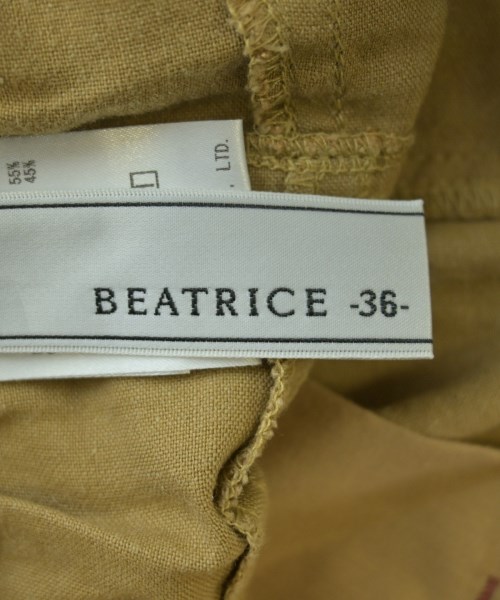 55%
45%
. LTD.
BEATRICE -36-